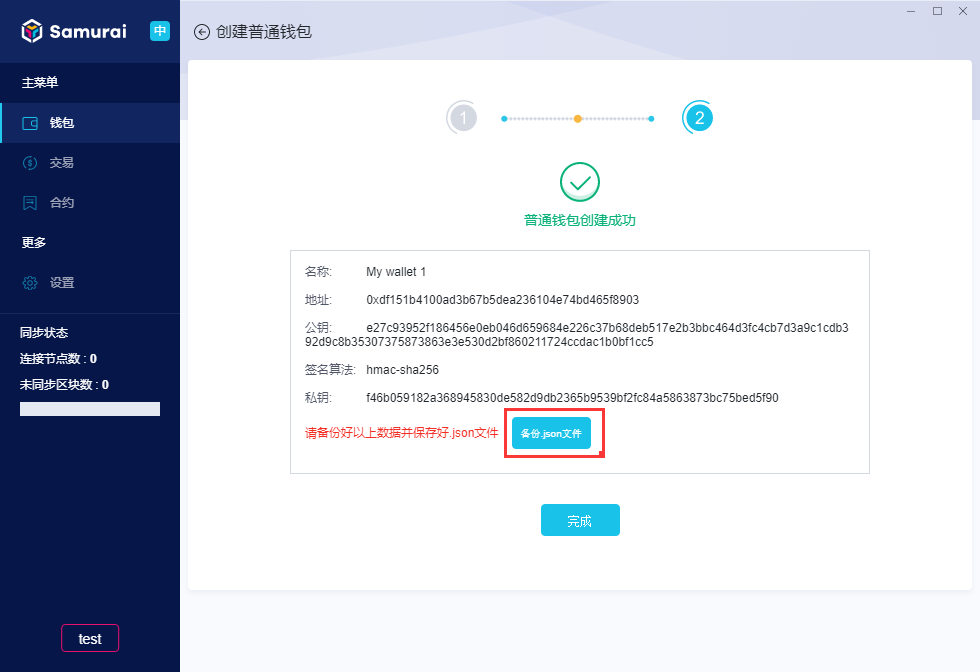 Samurai 中
创建普通钱包
主菜单
钱包
交易
合约
更多
设置
同步状态
连接节点数 : 0
未同步区块数 : 0
test
1 2
普通钱包创建成功
名称: My wallet 1
地址: 0xdf151b4100ad3b67b5dea236104e74bd465f8903
公钥: e27c93952f186456e0eb046d659684e226c37b68deb517e2b3bbc464d3fc4cb7d3a9c1cdb3
92d9c8b35307375873863e3e530d2bf860211724ccdac1b0bf1cc5
签名算法: hmac-sha256
私钥: f46b059182a368945830de582d9db2365b9539bf2fc84a5863873bc75bed5f90
请备份好以上数据并保存好.json文件 备份.json文件
完成